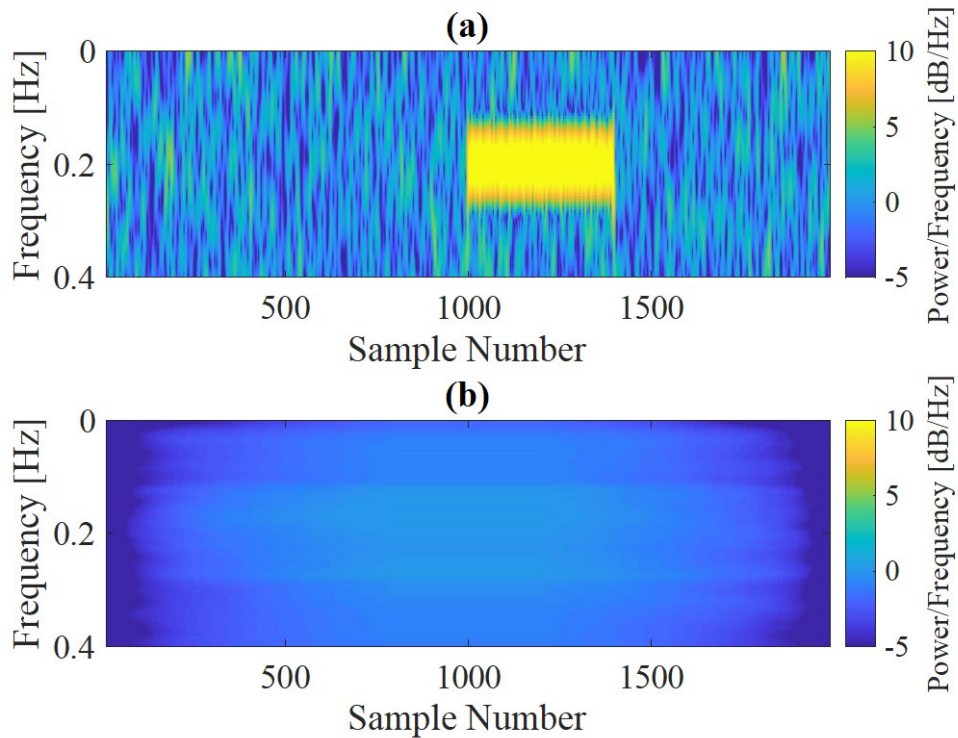 (a)
Frequency [Hz]
0
0.2
0.4
500
1000
1500
Sample Number
10
5
0
-5
Power/Frequency [dB/Hz]
(b)
Frequency [Hz]
0
0.2
0.4
500
1000
1500
Sample Number
10
5
0
-5
Power/Frequency [dB/Hz]